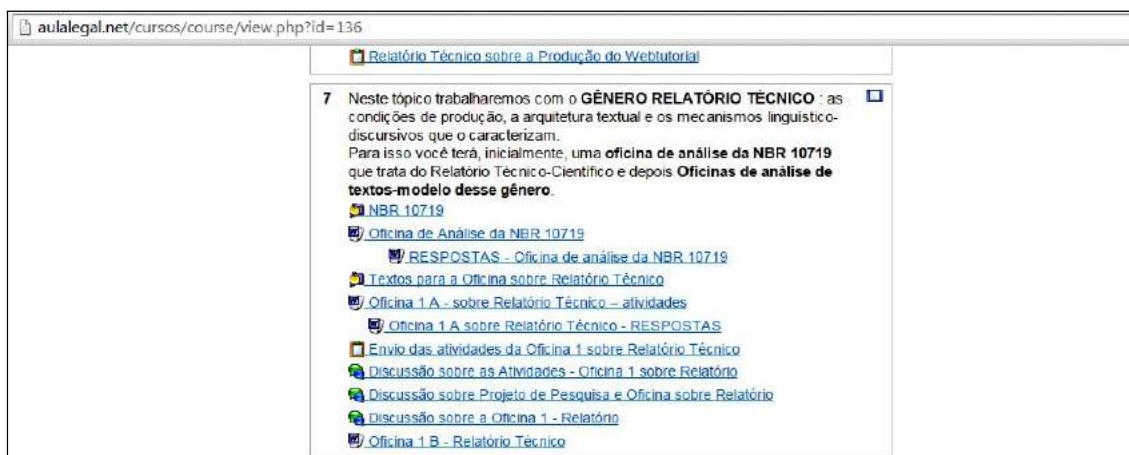 aulalegal.net/cursos/course/view.php?id=136
Relatório Técnico sobre a Produção do Webtutorial
7 Neste tópico trabalharemos com o GÊNERO RELATÓRIO TÉCNICO : as
condições de produção, a arquitetura textual e os mecanismos linguístico-
discursivos que o caracterizam.
Para isso você terá, inicialmente, uma oficina de análise da NBR 10719
que trata do Relatório Técnico-Científico e depois Oficinas de análise de
textos-modelo desse gênero.
NBR 10719
Oficina de Análise da NBR 10719
RESPOSTAS - Oficina de análise da NBR 10719
Textos para a Oficina sobre Relatório Técnico
Oficina 1 A - sobre Relatório Técnico – atividades
Oficina 1 A sobre Relatório Técnico - RESPOSTAS
Envio das atividades da Oficina 1 sobre Relatório Técnico
Discussão sobre as Atividades - Oficina 1 sobre Relatório
Discussão sobre Projeto de Pesquisa e Oficina sobre Relatório
Discussão sobre a Oficina 1 - Relatório
Oficina 1 B - Relatório Técnico